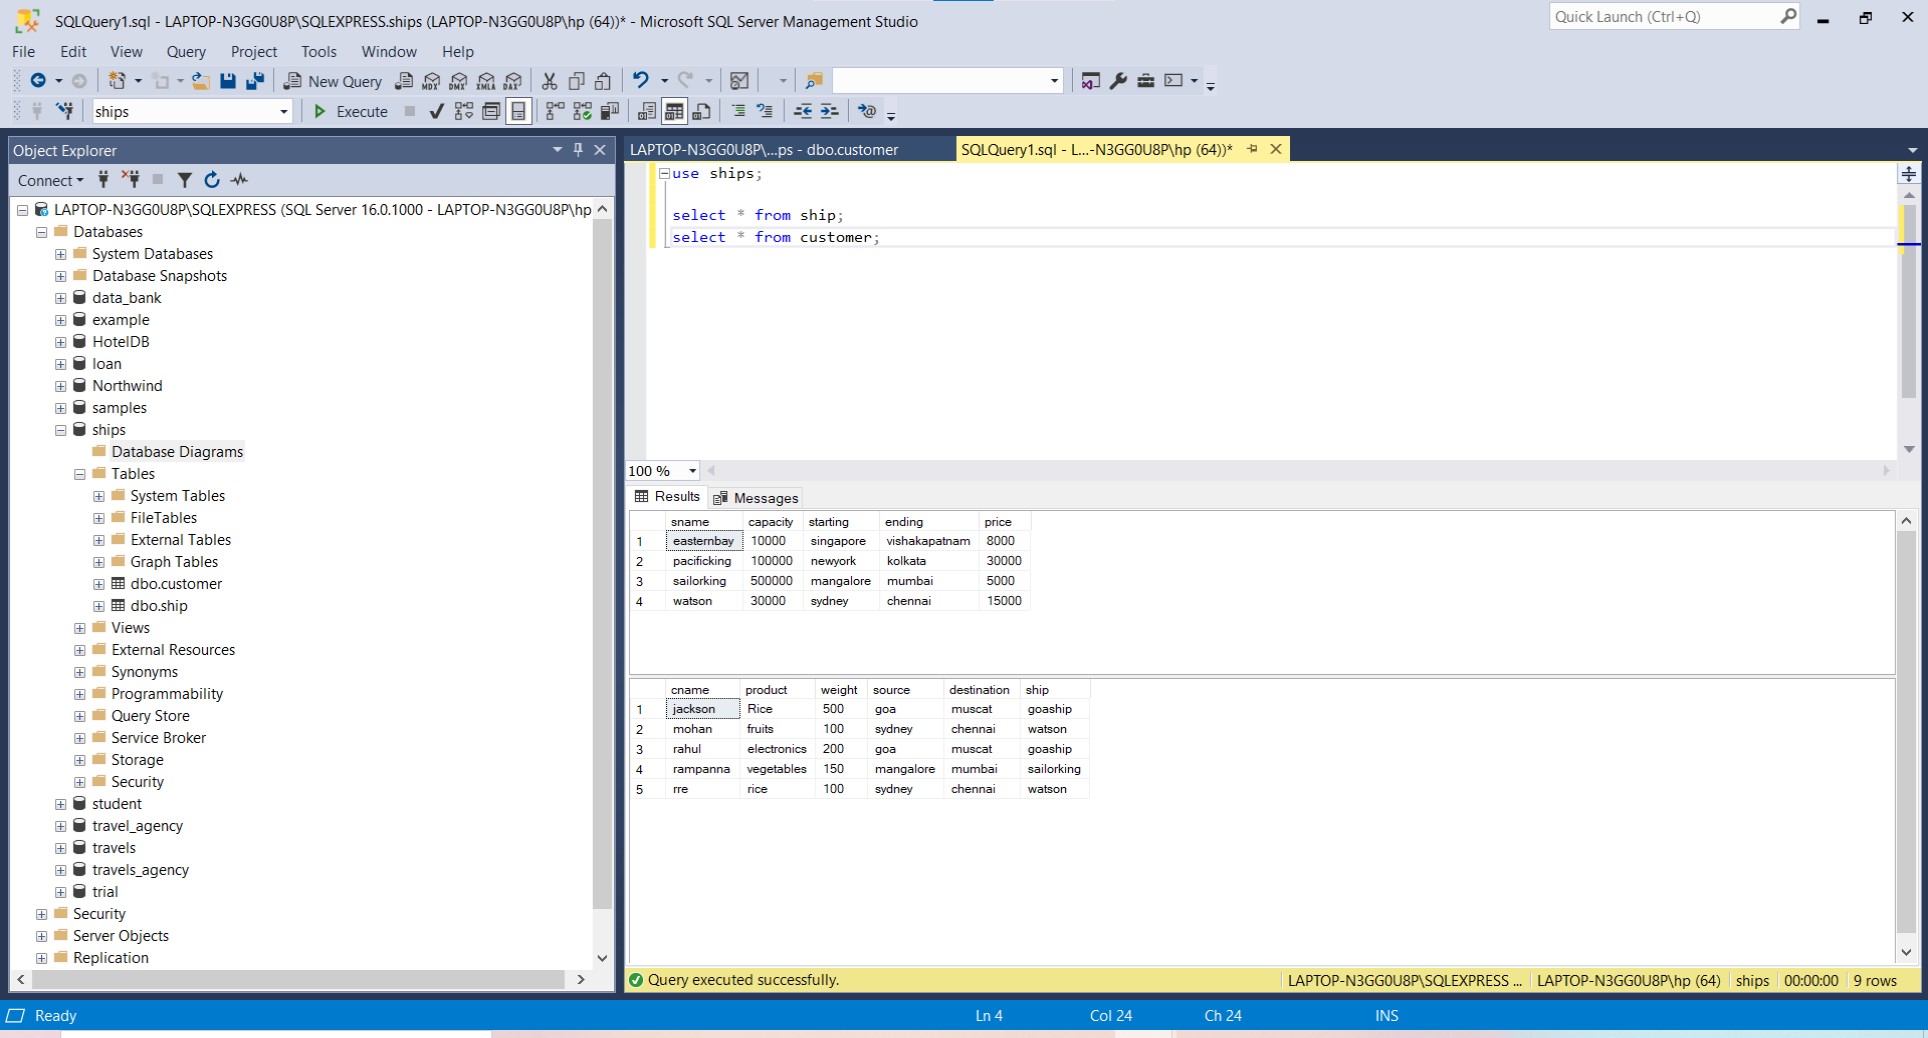 SQLQuery1.sql - LAPTOP-N3GG0U8P\SQLEXPRESS.ships (LAPTOP-N3GG0U8P\hp (64))* - Microsoft SQL Server Management Studio
Quick Launch (Ctrl+Q)
File Edit View Query Project Tools Window Help
New Query MDX DMX XMLA DAX
ships Execute
Object Explorer
Connect
LAPTOP-N3GG0U8P\SQLEXPRESS (SQL Server 16.0.1000 - LAPTOP-N3GG0U8P\hp
Databases
System Databases
Database Snapshots
data_bank
example
HotelDB
loan
Northwind
samples
ships
Database Diagrams
Tables
System Tables
FileTables
External Tables
Graph Tables
dbo.customer
dbo.ship
Views
External Resources
Synonyms
Programmability
Query Store
Service Broker
Storage
Security
student
travel_agency
travels
travels_agency
trial
Security
Server Objects
Replication
LAPTOP-N3GG0U8P\...ps - dbo.customer SQLQuery1.sql - L...-N3GG0U8P\hp (64))*
use ships;
select * from ship;
select * from customer;
100 %
Results Messages
sname capacity starting ending price
1 easternbay 10000 singapore vishakapatnam 8000
2 pacificking 100000 newyork kolkata 30000
3 sailorking 500000 mangalore mumbai 5000
4 watson 30000 sydney chennai 15000
cname product weight source destination ship
1 jackson Rice 500 goa muscat goaship
2 mohan fruits 100 sydney chennai watson
3 rahul electronics 200 goa muscat goaship
4 rampanna vegetables 150 mangalore mumbai sailorking
5 rre rice 100 sydney chennai watson
Query executed successfully. LAPTOP-N3GG0U8P\SQLEXPRESS ... LAPTOP-N3GG0U8P\hp (64) ships 00:00:00 9 rows
Ready Ln 4 Col 24 Ch 24 INS